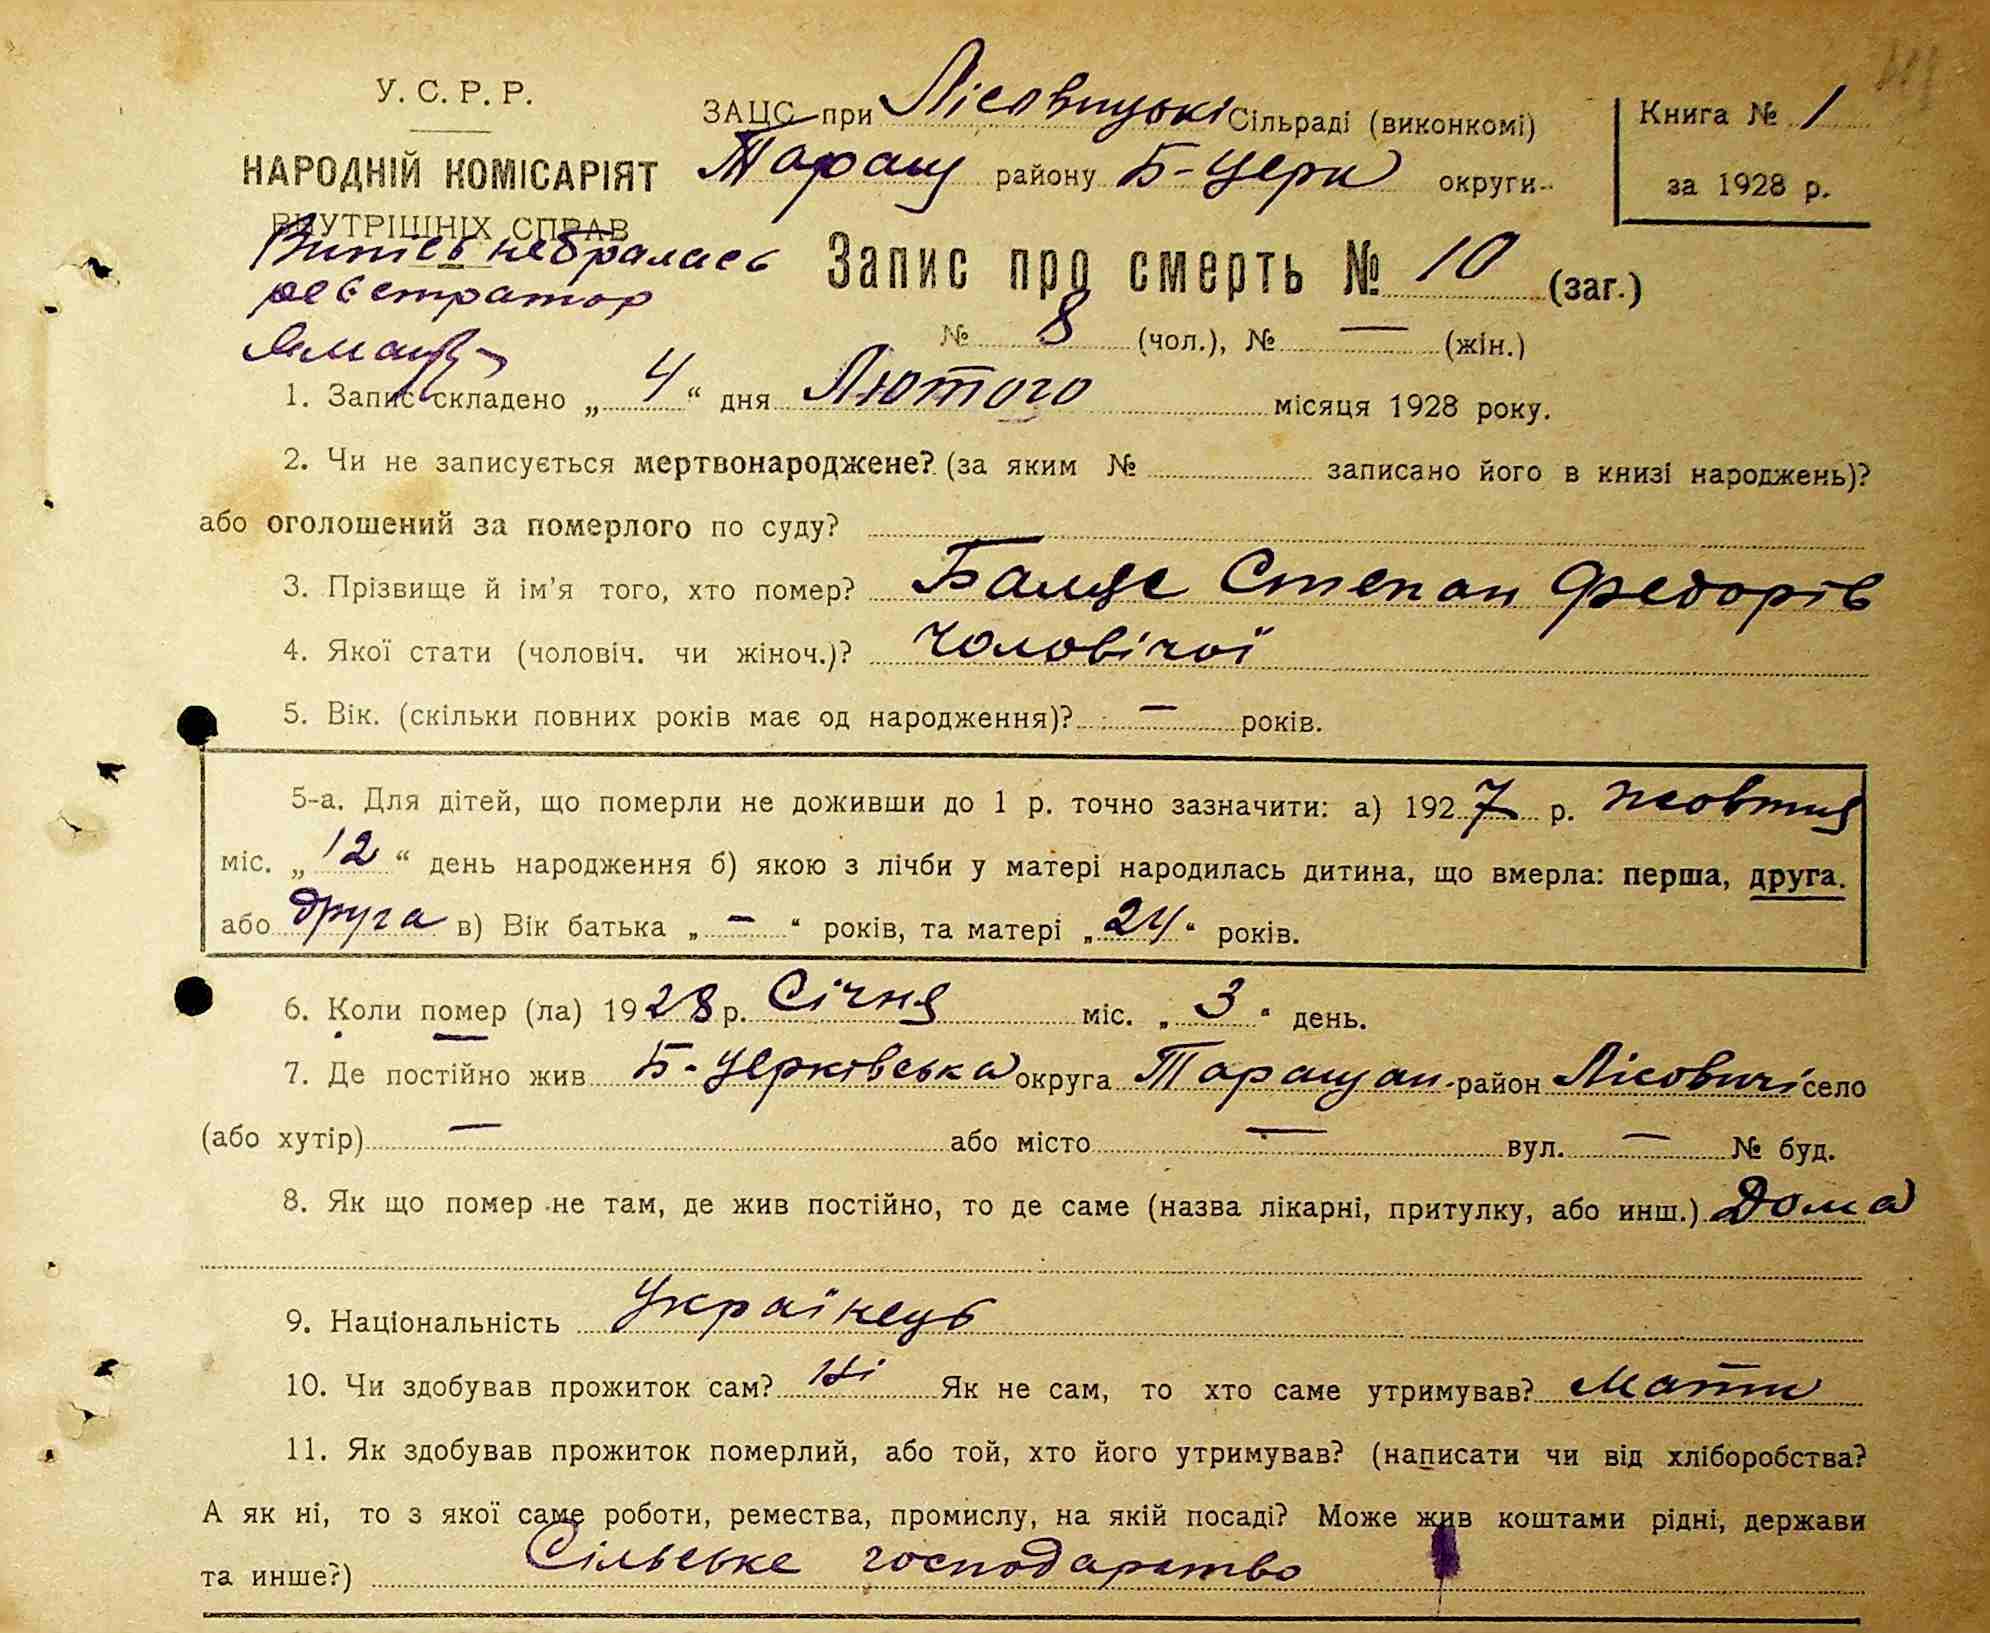 У. С. Р. Р.
НАРОДНІЙ КОМІСАРІЯТ
ВНУТРІШНІХ СПРАВ
Випісь небралась
реєстратор
ЗАЦС при Лісовицькі Сільраді (виконкомі)
Таращ району Б-Церк округи
Книга № 1
за 1928 р.
Запис про смерть № 10 (заг.)
№ 8 (чол.), № — (жін.)
1. Запис складено „ 4 “ дня Лютого місяця 1928 року.
2. Чи не записується мертвонароджене? (за яким № записано його в книзі народжень)?
або оголошений за померлого по суду?
3. Прізвище й ім’я того, хто помер? Степан Федорів
4. Якої стати (чоловіч. чи жіноч.)? Чоловічої
5. Вік. (скільки повних років має од народження)? — років.
5-а. Для дітей, що померли не доживши до 1 р. точно зазначити: а) 1927 р. жовтня
міс. „ 12 “ день народження б) якою з лічби у матері народилась дитина, що вмерла: перша, друга.
або друга в) Вік батька „ — “ років, та матері „ 24 “ років.
6. Коли помер (ла) 1928 р. Січня міс. „ 3 “ день.
7. Де постійно жив Б-Церківська округа Таращан. район Лісовичі село
(або хутір) — або місто — вул. — № буд.
8. Як що помер не там, де жив постійно, то де саме (назва лікарні, притулку, або инш.) Дома
9. Національність Українець
10. Чи здобував прожиток сам? Ні Як не сам, то хто саме утримував? Мати
11. Як здобував прожиток померлий, або той, хто його утримував? (написати чи від хліборобства?
А як ні, то з якої саме роботи, ремества, промислу, на якій посаді? Може жив коштами рідні, держави
та инше?) Сільське господарство